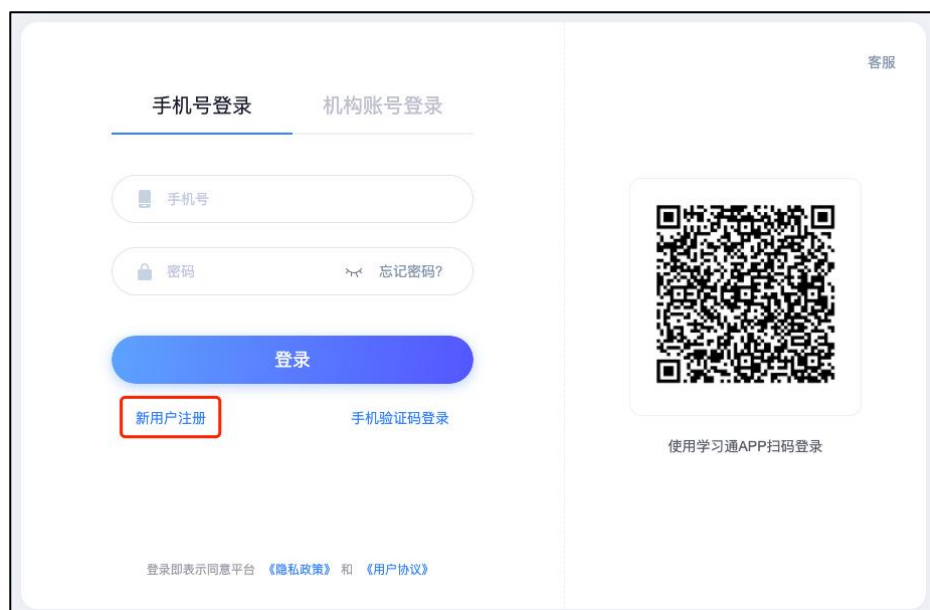 客服
手机号登录 机构账号登录
手机号
密码 忘记密码?
登录
新用户注册 手机验证码登录
使用学习通APP扫码登录
登录即表示同意平台 《隐私政策》 和 《用户协议》